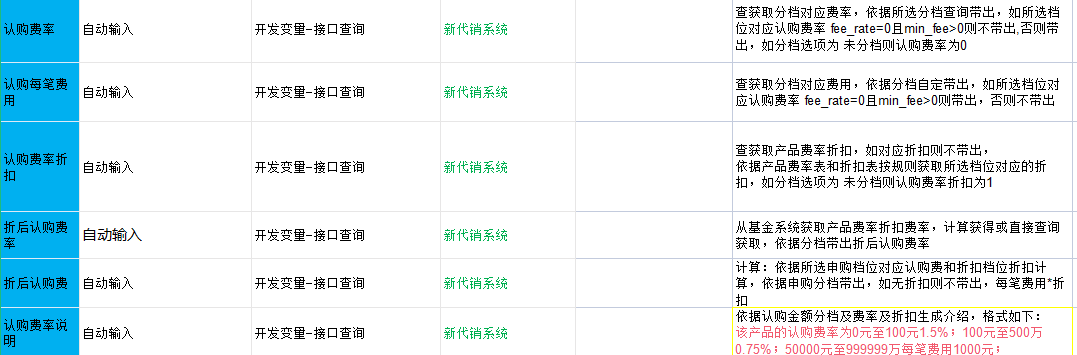 认购费率
自动输入
开发变量–接口查询
新代销系统
查获取分档对应费率，依据所选分档查询带出，如所选档
位对应认购费率 fee_rate=0且min_fee>0则不带出,否则带
出，如分档选项为 未分档则认购费率为0
认购每笔费
用
自动输入
开发变量–接口查询
新代销系统
查获取分档对应费用，依据分档自定带出，如所选档位对
应认购费率 fee_rate=0且min_fee>0则带出，否则不带出
认购费率折
扣
自动输入
开发变量–接口查询
新代销系统
查获取产品费率折扣，如对应折扣则不带出，
依据产品费率表和折扣表按规则获取所选档位对应的折
扣，如分档选项为 未分档则认购费率折扣为1
折后认购费
率
自动输入
开发变量–接口查询
新代销系统
从基金系统获取产品费率折扣费率，计算获得或直接查询
获取，依据分档带出折后认购费率
折后认购费
自动输入
开发变量–接口查询
新代销系统
计算：依据所选申购档位对应认购费和折扣档位折扣计
算，依据申购分档带出，如无折扣则不带出，每笔费用*折
扣
认购费率说
明
自动输入
开发变量–接口查询
新代销系统
依据认购金额分档及费率及折扣生成介绍，格式如下：
该产品的认购费率为0元至100元1.5%；100元至500万
0.75%；50000元至999999万每笔费用1000元；